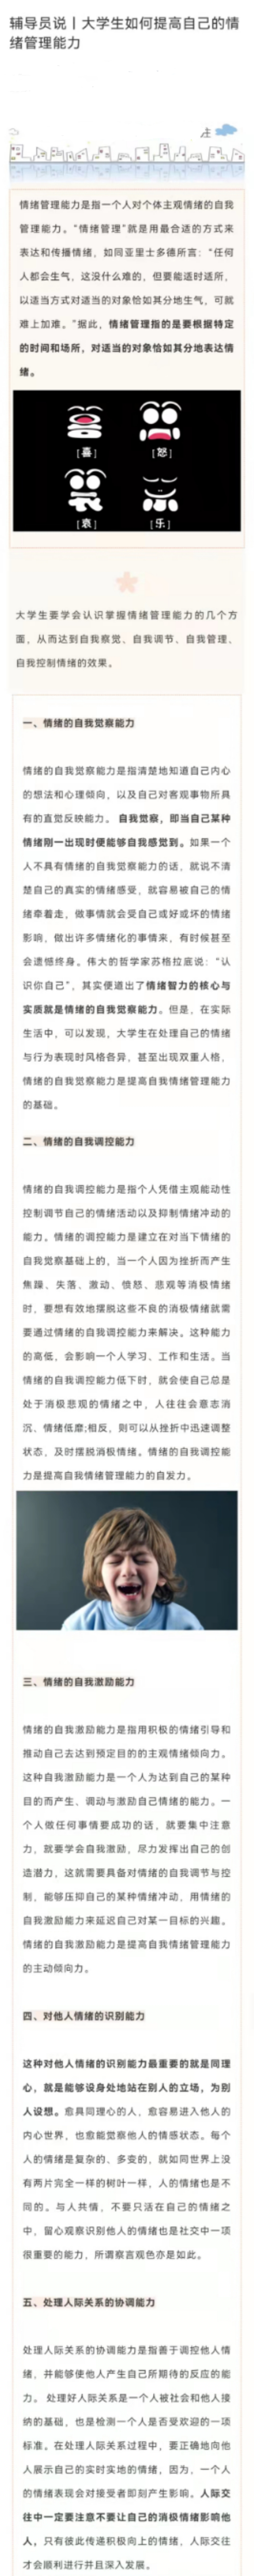 辅导员说丨大学生如何提高自己的情
绪管理能力
情绪管理能力是指一个人对个体主观情绪的自我
管理能力。“情绪管理”就是用最合适的方式来
表达和传播情绪，如同亚里士多德所言：“任何
人都会生气，这没什么难的，但要能适时适所，
以适当方式对适当的对象恰如其分地生气，可就
难上加难。”据此，情绪管理指的是要根据特定
的时间和场所，对适当的对象恰如其分地表达情
绪。
[喜] [怒]
[哀] [乐]
大学生要学会认识掌握情绪管理能力的几个方
面，从而达到自我察觉、自我调节、自我管理、
自我控制情绪的效果。
一、情绪的自我觉察能力
情绪的自我觉察能力是指清楚地知道自己内心
的想法和心理倾向，以及自己对客观事物所具
有的直觉反映能力。自我觉察，即当自己某种
情绪刚一出现时便能够自我感觉到。如果一个
人不具有情绪的自我觉察能力的话，就说不清
楚自己的真实的情绪感受，就容易被自己的情
绪牵着走，做事情就会受自己或好或坏的情绪
影响，做出许多情绪化的事情来，有时候甚至
会遗憾终身。伟大的哲学家苏格拉底说：“认
识你自己”，其实便道出了情绪智力的核心与
实质就是情绪的自我觉察能力。但是，在实际
生活中，可以发现，大学生在处理自己的情绪
与行为表现时风格各异，甚至出现双重人格，
情绪的自我觉察能力是提高自我情绪管理能力
的基础。
二、情绪的自我调控能力
情绪的自我调控能力是指个人凭借主观能动性
控制调节自己的情绪活动以及抑制情绪冲动的
能力。情绪的调控能力是建立在对当下情绪的
自我觉察基础上的，当一个人因为挫折而产生
焦躁、失落、激动、愤怒、悲观等消极情绪
时，要想有效地摆脱这些不良的消极情绪就需
要通过情绪的自我调控能力来解决。这种能力
的高低，会影响一个人学习、工作和生活。当
情绪的自我调控能力低下时，就会使自己总是
处于消极悲观的情绪之中，人往往会意志消
沉、情绪低靡;相反，则可以从挫折中迅速调整
状态，及时摆脱消极情绪。情绪的自我调控能
力是提高自我情绪管理能力的自发力。
三、情绪的自我激励能力
情绪的自我激励能力是指用积极的情绪引导和
推动自己去达到预定目的的主观情绪倾向力。
这种自我激励能力是一个人为达到自己的某种
目的而产生、调动与激励自己情绪的能力。一
个人做任何事情要成功的话，就要集中注意
力，就要学会自我激励，尽力发挥出自己的创
造潜力，这就需要具备对情绪的自我调节与控
制，能够压抑自己的某种情绪冲动，用情绪的
自我激励能力来延迟自己对某一目标的兴趣。
情绪的自我激励能力是提高自我情绪管理能力
的主动倾向力。
四、对他人情绪的识别能力
这种对他人情绪的识别能力最重要的就是同理
心，就是能够设身处地站在别人的立场，为别
人设想。愈具同理心的人，愈容易进入他人的
内心世界，也愈能觉察他人的情感状态。每个
人的情绪是复杂的、多变的，就如同世界上没
有两片完全一样的树叶一样，人的情绪也是不
同的。与人共情，不要只活在自己的情绪之
中，留心观察识别他人的情绪也是社交中一项
很重要的能力，所谓察言观色亦是如此。
五、处理人际关系的协调能力
处理人际关系的协调能力是指善于调控他人情
绪，并能够使他人产生自己所期待的反应的能
力。 处理好人际关系是一个人被社会和他人接
纳的基础，也是检测一个人是否受欢迎的一项
标准。在处理人际关系过程中，要正确地向他
人展示自己的实时实地的情绪，因为，一个人
的情绪表现会对接受者即刻产生影响。人际交
往中一定要注意不要让自己的消极情绪影响他
人，只有彼此传递积极向上的情绪，人际交往
才会顺利进行并且深入发展。